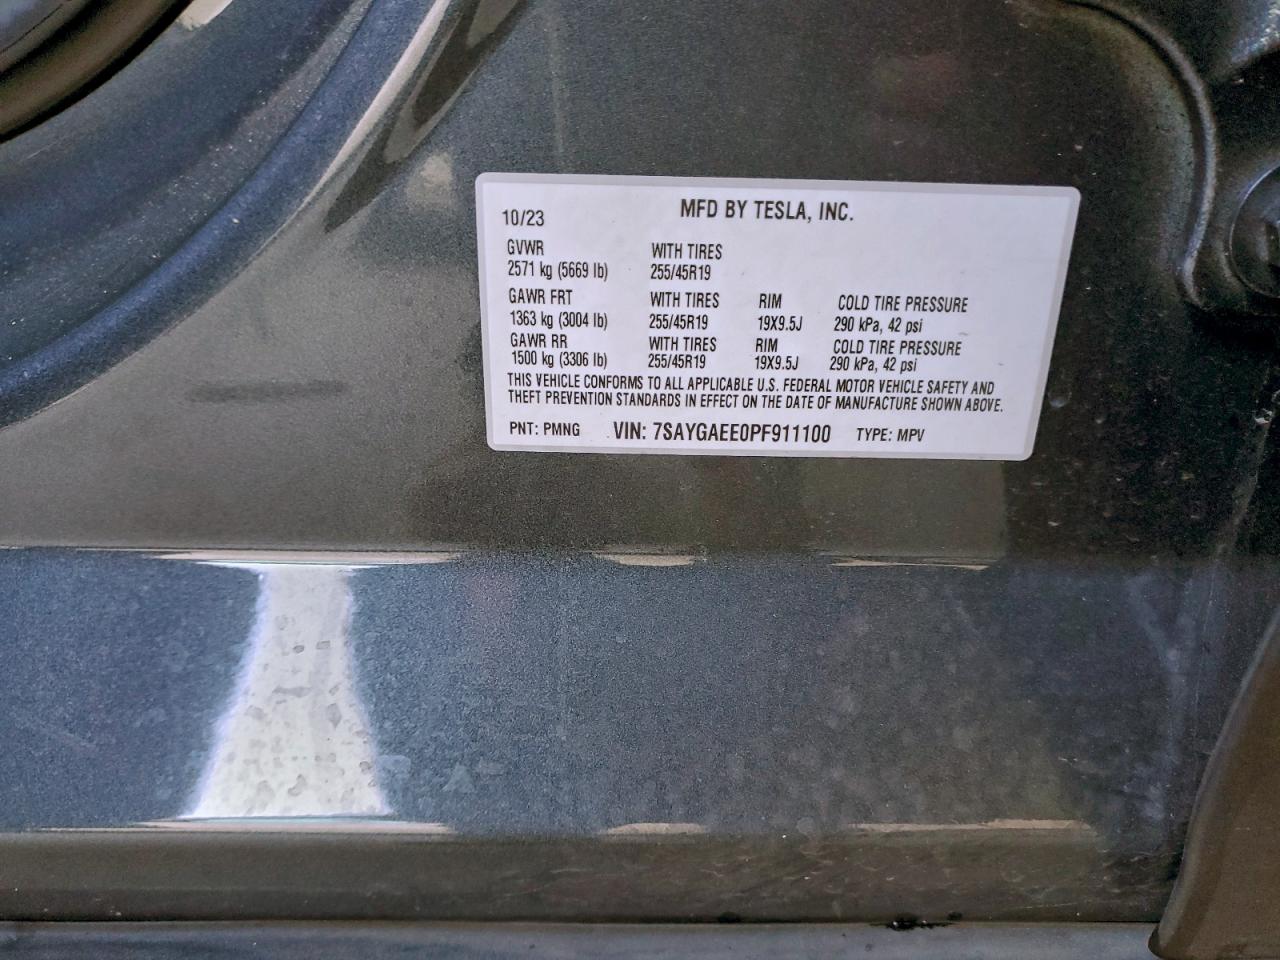 MFD BY TESLA, INC.
10/23
GVWR WITH TIRES
2571 kg (5669 lb) 255/45R19
GAWR FRT WITH TIRES RIM COLD TIRE PRESSURE
1363 kg (3004 lb) 255/45R19 19X9.5J 290 kPa, 42 psi
GAWR RR WITH TIRES RIM COLD TIRE PRESSURE
1500 kg (3306 lb) 255/45R19 19X9.5J 290 kPa, 42 psi
THIS VEHICLE CONFORMS TO ALL APPLICABLE U.S. FEDERAL MOTOR VEHICLE SAFETY AND
THEFT PREVENTION STANDARDS IN EFFECT ON THE DATE OF MANUFACTURE SHOWN ABOVE.
PNT: PMNG VIN: 7SAYGAEE0PF911100 TYPE: MPV